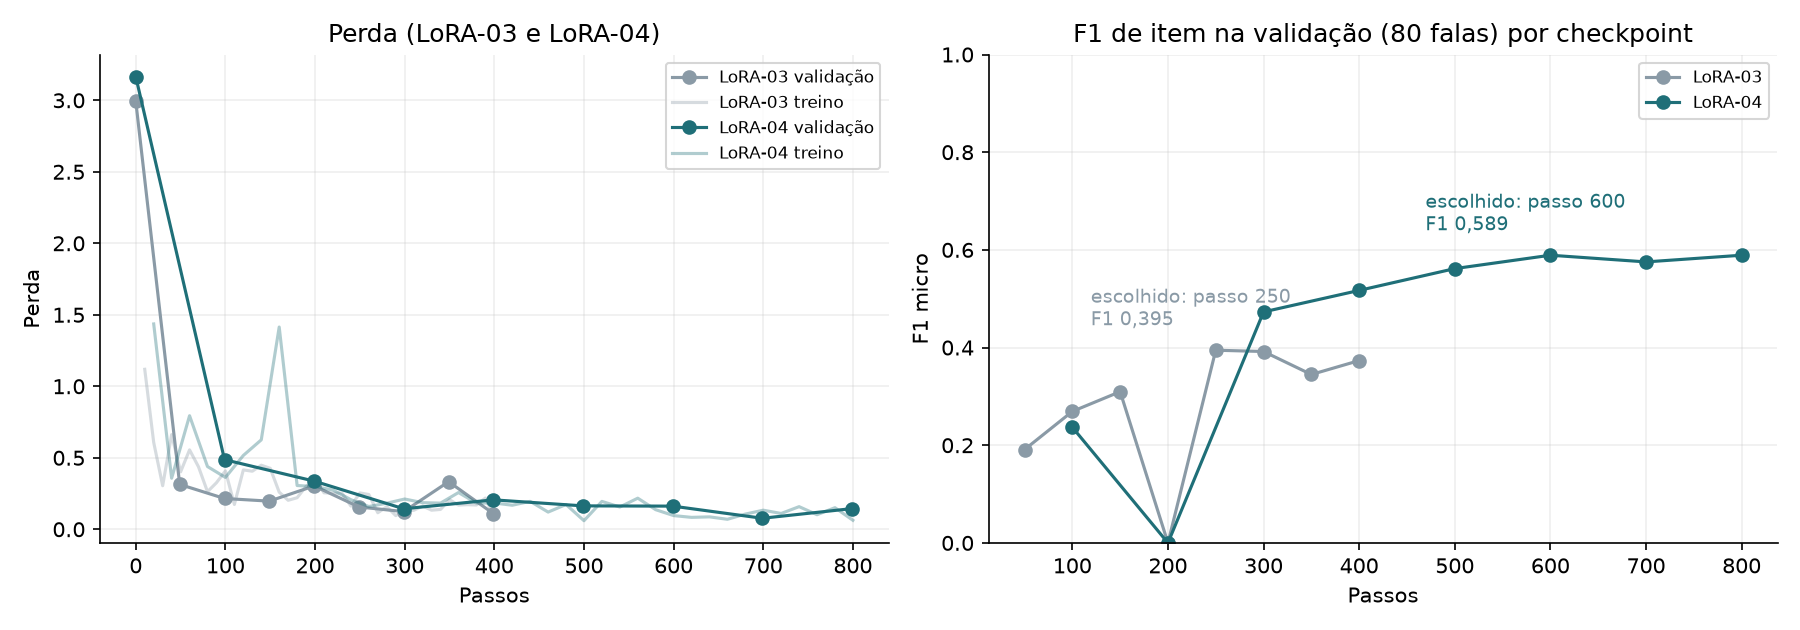 Perda (LoRA-03 e LoRA-04)
Perda
3.0
2.5
2.0
1.5
1.0
0.5
0.0
0 100 200 300 400 500 600 700 800
Passos
LoRA-03 validação
LoRA-03 treino
LoRA-04 validação
LoRA-04 treino
F1 de item na validação (80 falas) por checkpoint
F1 micro
1.0
0.8
0.6
0.4
0.2
0.0
100 200 300 400 500 600 700 800
Passos
LoRA-03
LoRA-04
escolhido: passo 600
F1 0,589
escolhido: passo 250
F1 0,395